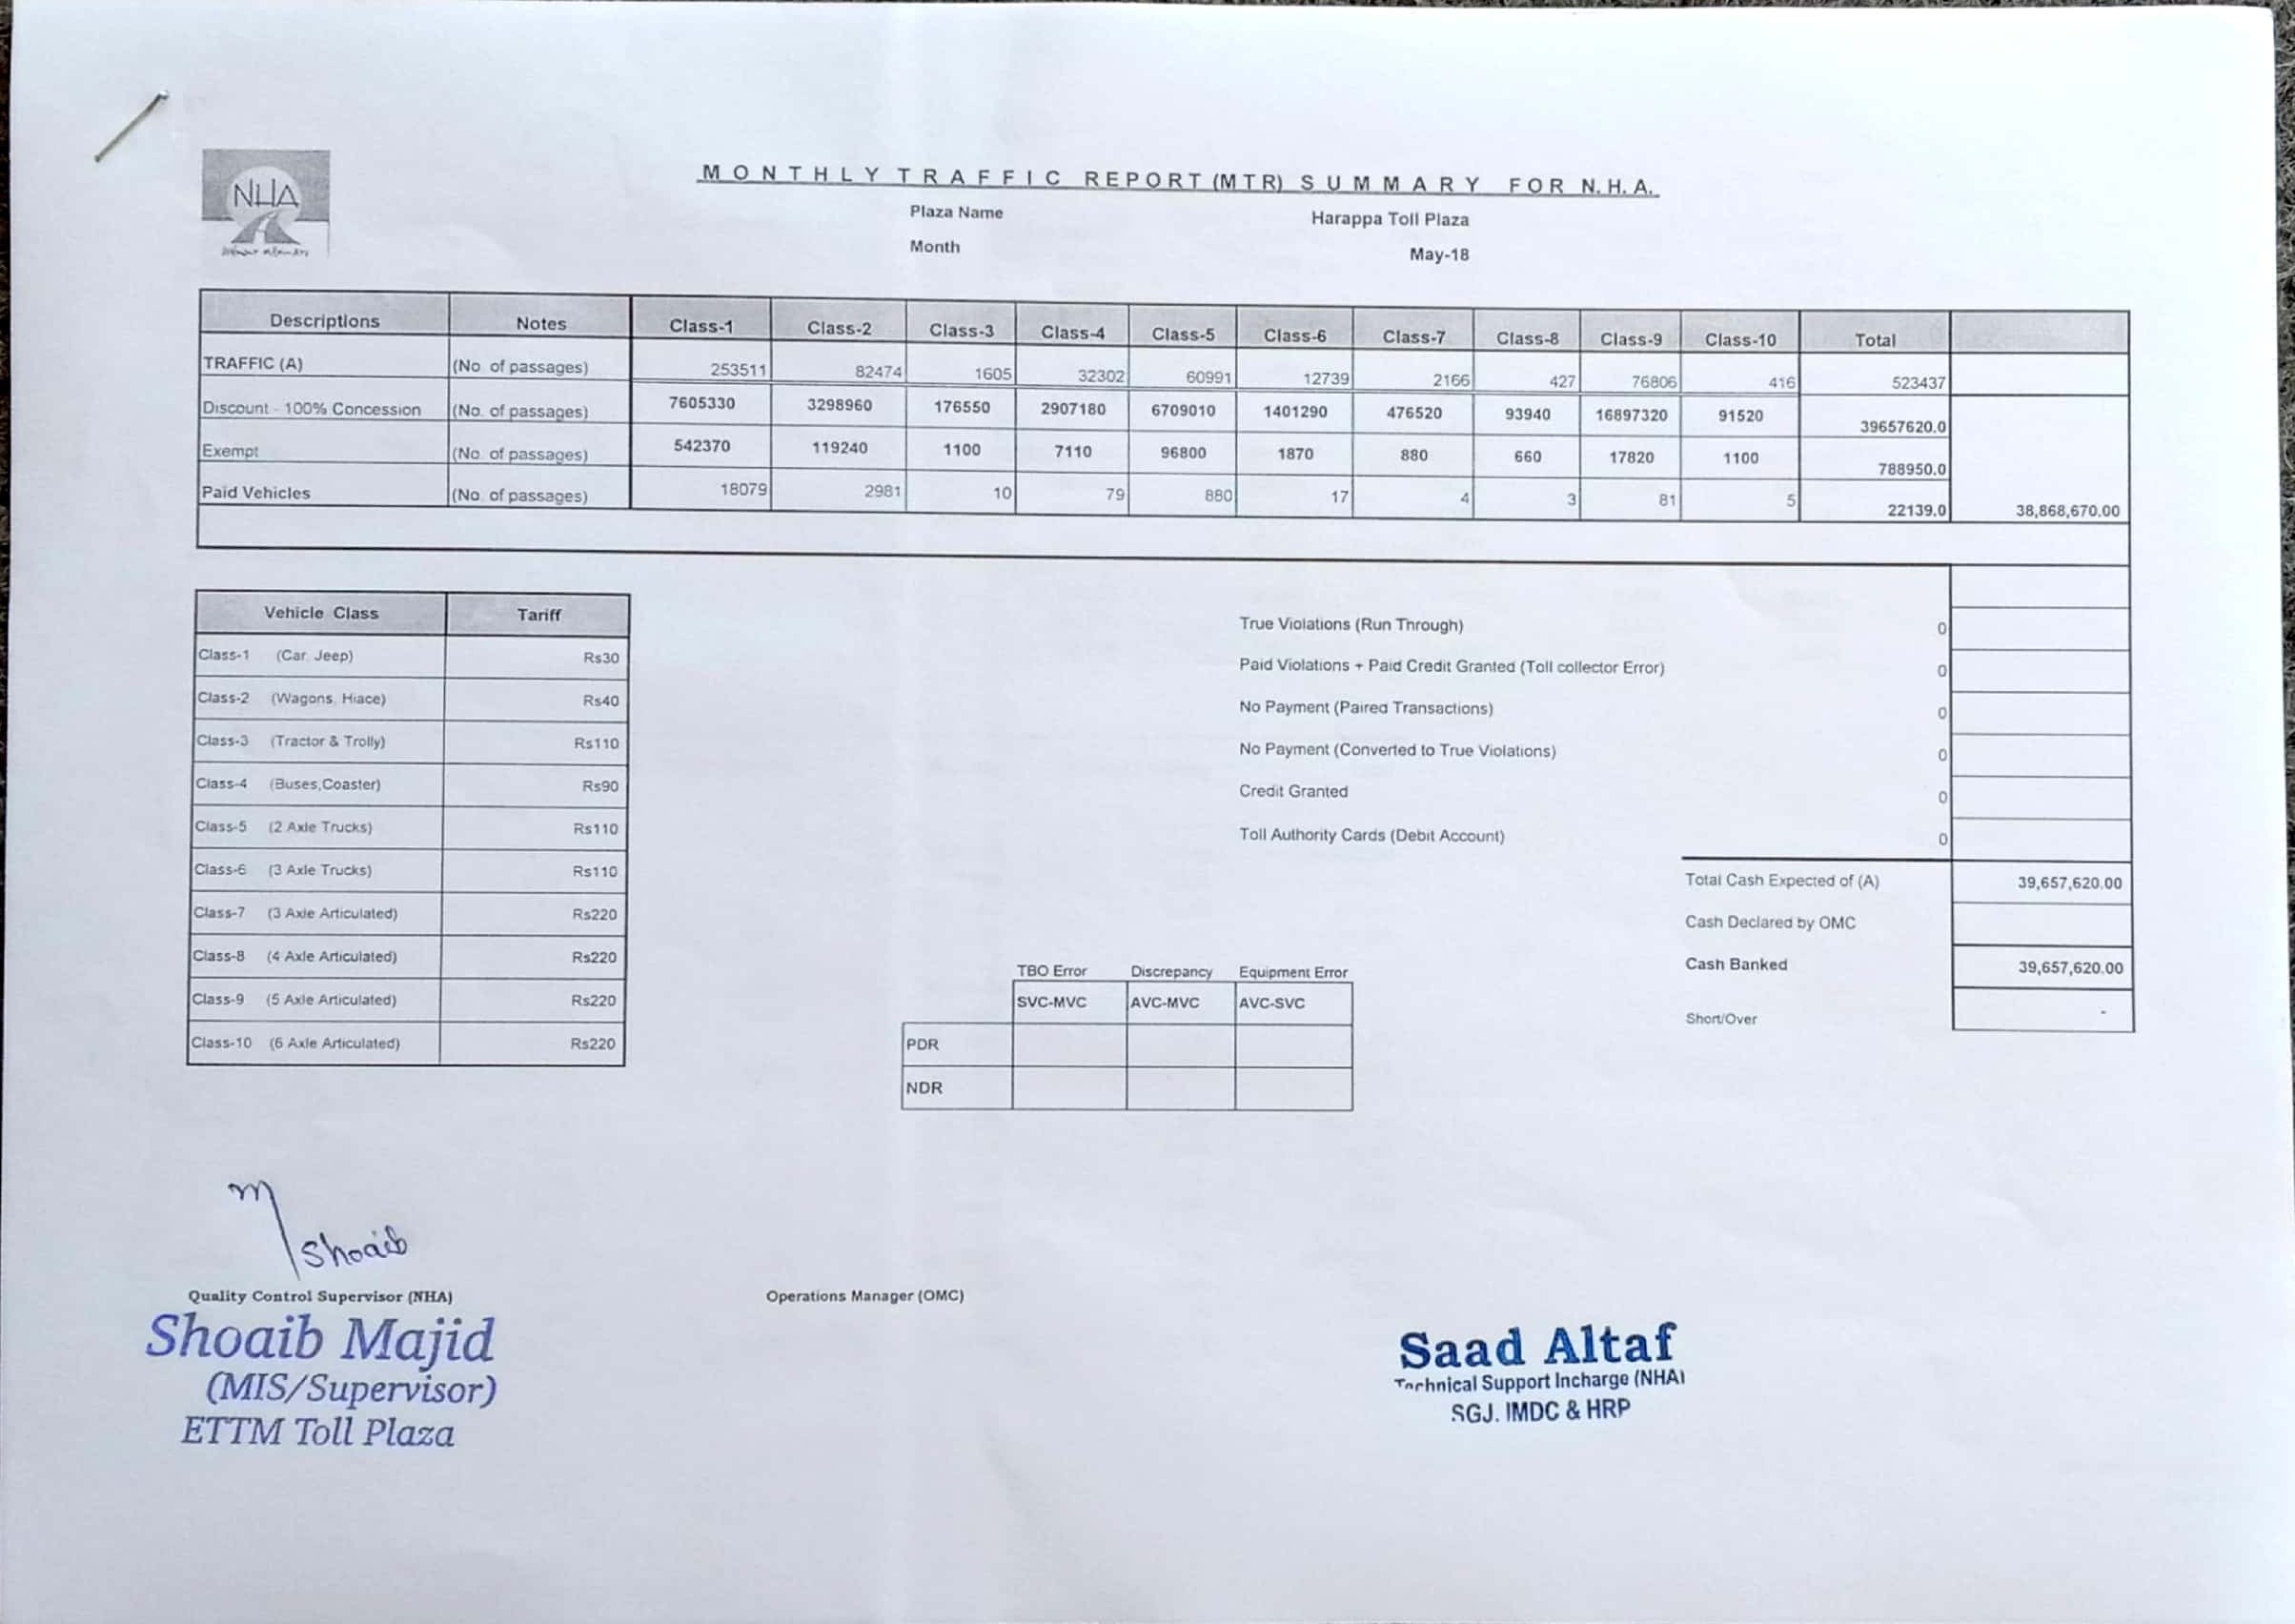 NHA
MONTHLY TRAFFIC REPORT (MTR) SUMMARY FOR N.H.A.
Plaza Name Harappa Toll Plaza
Month May-18
Descriptions Notes Class-1 Class-2 Class-3 Class-4 Class-5 Class-6 Class-7 Class-8 Class-9 Class-10 Total
TRAFFIC (A) (No. of passages) 253511 82474 1605 32302 60991 12739 2166 427 76806 416 523437
Discount - 100% Concession (No. of passages) 7605330 3298960 176550 2907180 6709010 1401290 476520 93940 16897320 91520 39657620.0
Exempt (No. of passages) 542370 119240 1100 7110 96800 1870 880 660 17820 1100 788950.0
Paid Vehicles (No. of passages) 18079 2981 10 79 880 17 4 3 81 5 22139.0 38,868,670.00
Vehicle Class Tariff
Class-1 (Car, Jeep) Rs30
Class-2 (Wagons, Hiace) Rs40
Class-3 (Tractor & Trolly) Rs110
Class-4 (Buses,Coaster) Rs90
Class-5 (2 Axle Trucks) Rs110
Class-6 (3 Axle Trucks) Rs110
Class-7 (3 Axle Articulated) Rs220
Class-8 (4 Axle Articulated) Rs220
Class-9 (5 Axle Articulated) Rs220
Class-10 (6 Axle Articulated) Rs220
True Violations (Run Through) 0
Paid Violations + Paid Credit Granted (Toll collector Error) 0
No Payment (Paired Transactions) 0
No Payment (Converted to True Violations) 0
Credit Granted 0
Toll Authority Cards (Debit Account) 0
Total Cash Expected of (A) 39,657,620.00
Cash Declared by OMC
Cash Banked 39,657,620.00
Short/Over -
TBO Error Discrepancy Equipment Error
SVC-MVC AVC-MVC AVC-SVC
PDR
NDR
M Shoaib
Quality Control Supervisor (NHA)
Shoaib Majid
(MIS/Supervisor)
ETTM Toll Plaza
Operations Manager (OMC)
Saad Altaf
Technical Support Incharge (NHA)
SGJ. IMDC & HRP